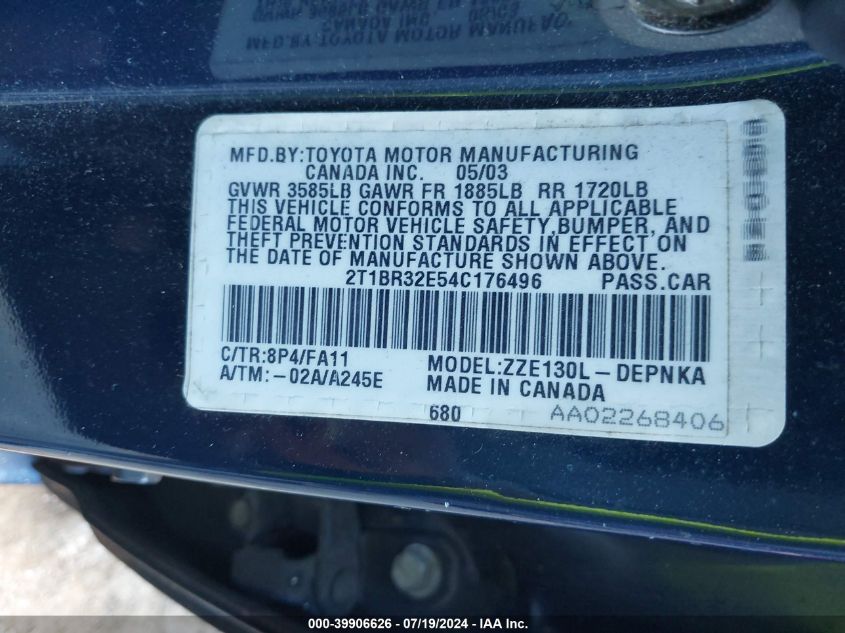 MFD.BY:TOYOTA MOTOR MANUFACTURING
CANADA INC. 05/03
GVWR 3585LB GAWR FR 1885LB RR 1720LB
THIS VEHICLE CONFORMS TO ALL APPLICABLE
FEDERAL MOTOR VEHICLE SAFETY,BUMPER, AND
THEFT PREVENTION STANDARDS IN EFFECT ON
THE DATE OF MANUFACTURE SHOWN ABOVE.
2T1BR32E54C176496 PASS.CAR
C/TR:8P4/FA11 MODEL:ZZE130L-DEPNKA
A/TM:-02A/A245E MADE IN CANADA
680 AA02268406
000-39906626 / 07/19/2024 - IAA Inc.